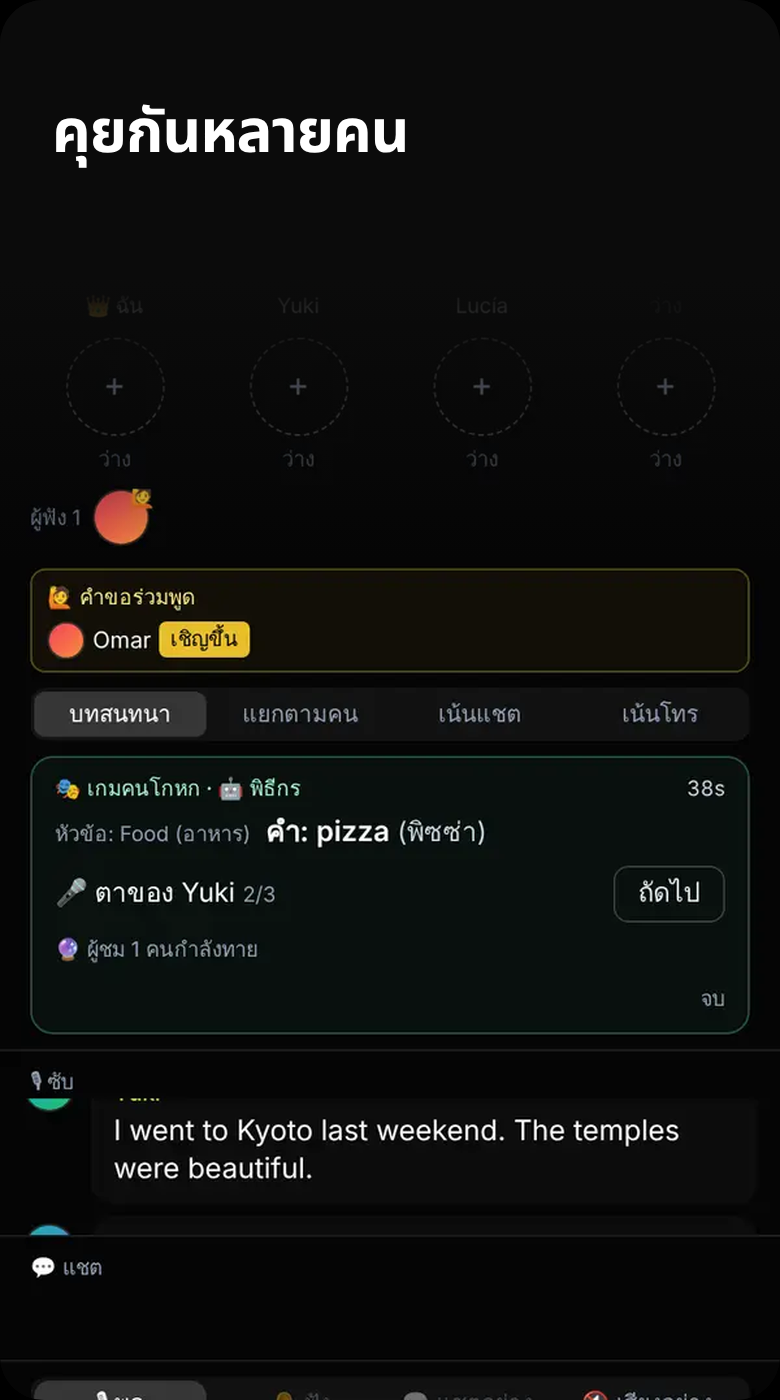 คุยกันหลายคน
👑 ฉัน Yuki Lucía ว่าง
+ + + +
ว่าง ว่าง ว่าง ว่าง
ผู้ฟัง 1
🙋 คำขอร่วมพูด
Omar เชิญขึ้น
บทสนทนา แยกตามคน เน้นแชต เน้นโทร
🎭 เกมคนโกหก · 🤖 พิธีกร 38s
หัวข้อ: Food (อาหาร) คำ: pizza (พิซซ่า)
🎤 ตาของ Yuki 2/3 ถัดไป
🔮 ผู้ชม 1 คนกำลังทาย
จบ
🎙 ซับ
I went to Kyoto last weekend. The temples
were beautiful.
💬 แชต